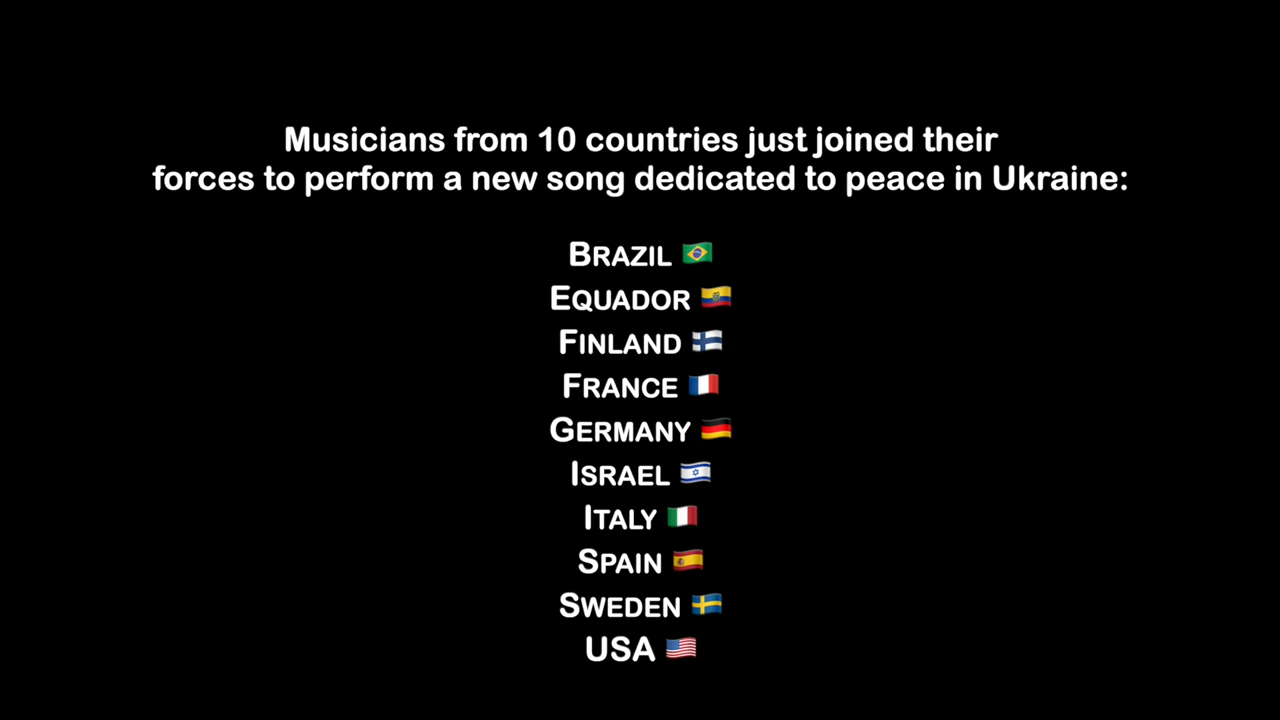 Musicians from 10 countries just joined their
forces to perform a new song dedicated to peace in Ukraine:
BRAZIL 🇧🇷
EQUADOR 🇪🇨
FINLAND 🇫🇮
FRANCE 🇫🇷
GERMANY 🇩🇪
ISRAEL 🇮🇱
ITALY 🇮🇹
SPAIN 🇪🇸
SWEDEN 🇸🇪
USA 🇺🇸